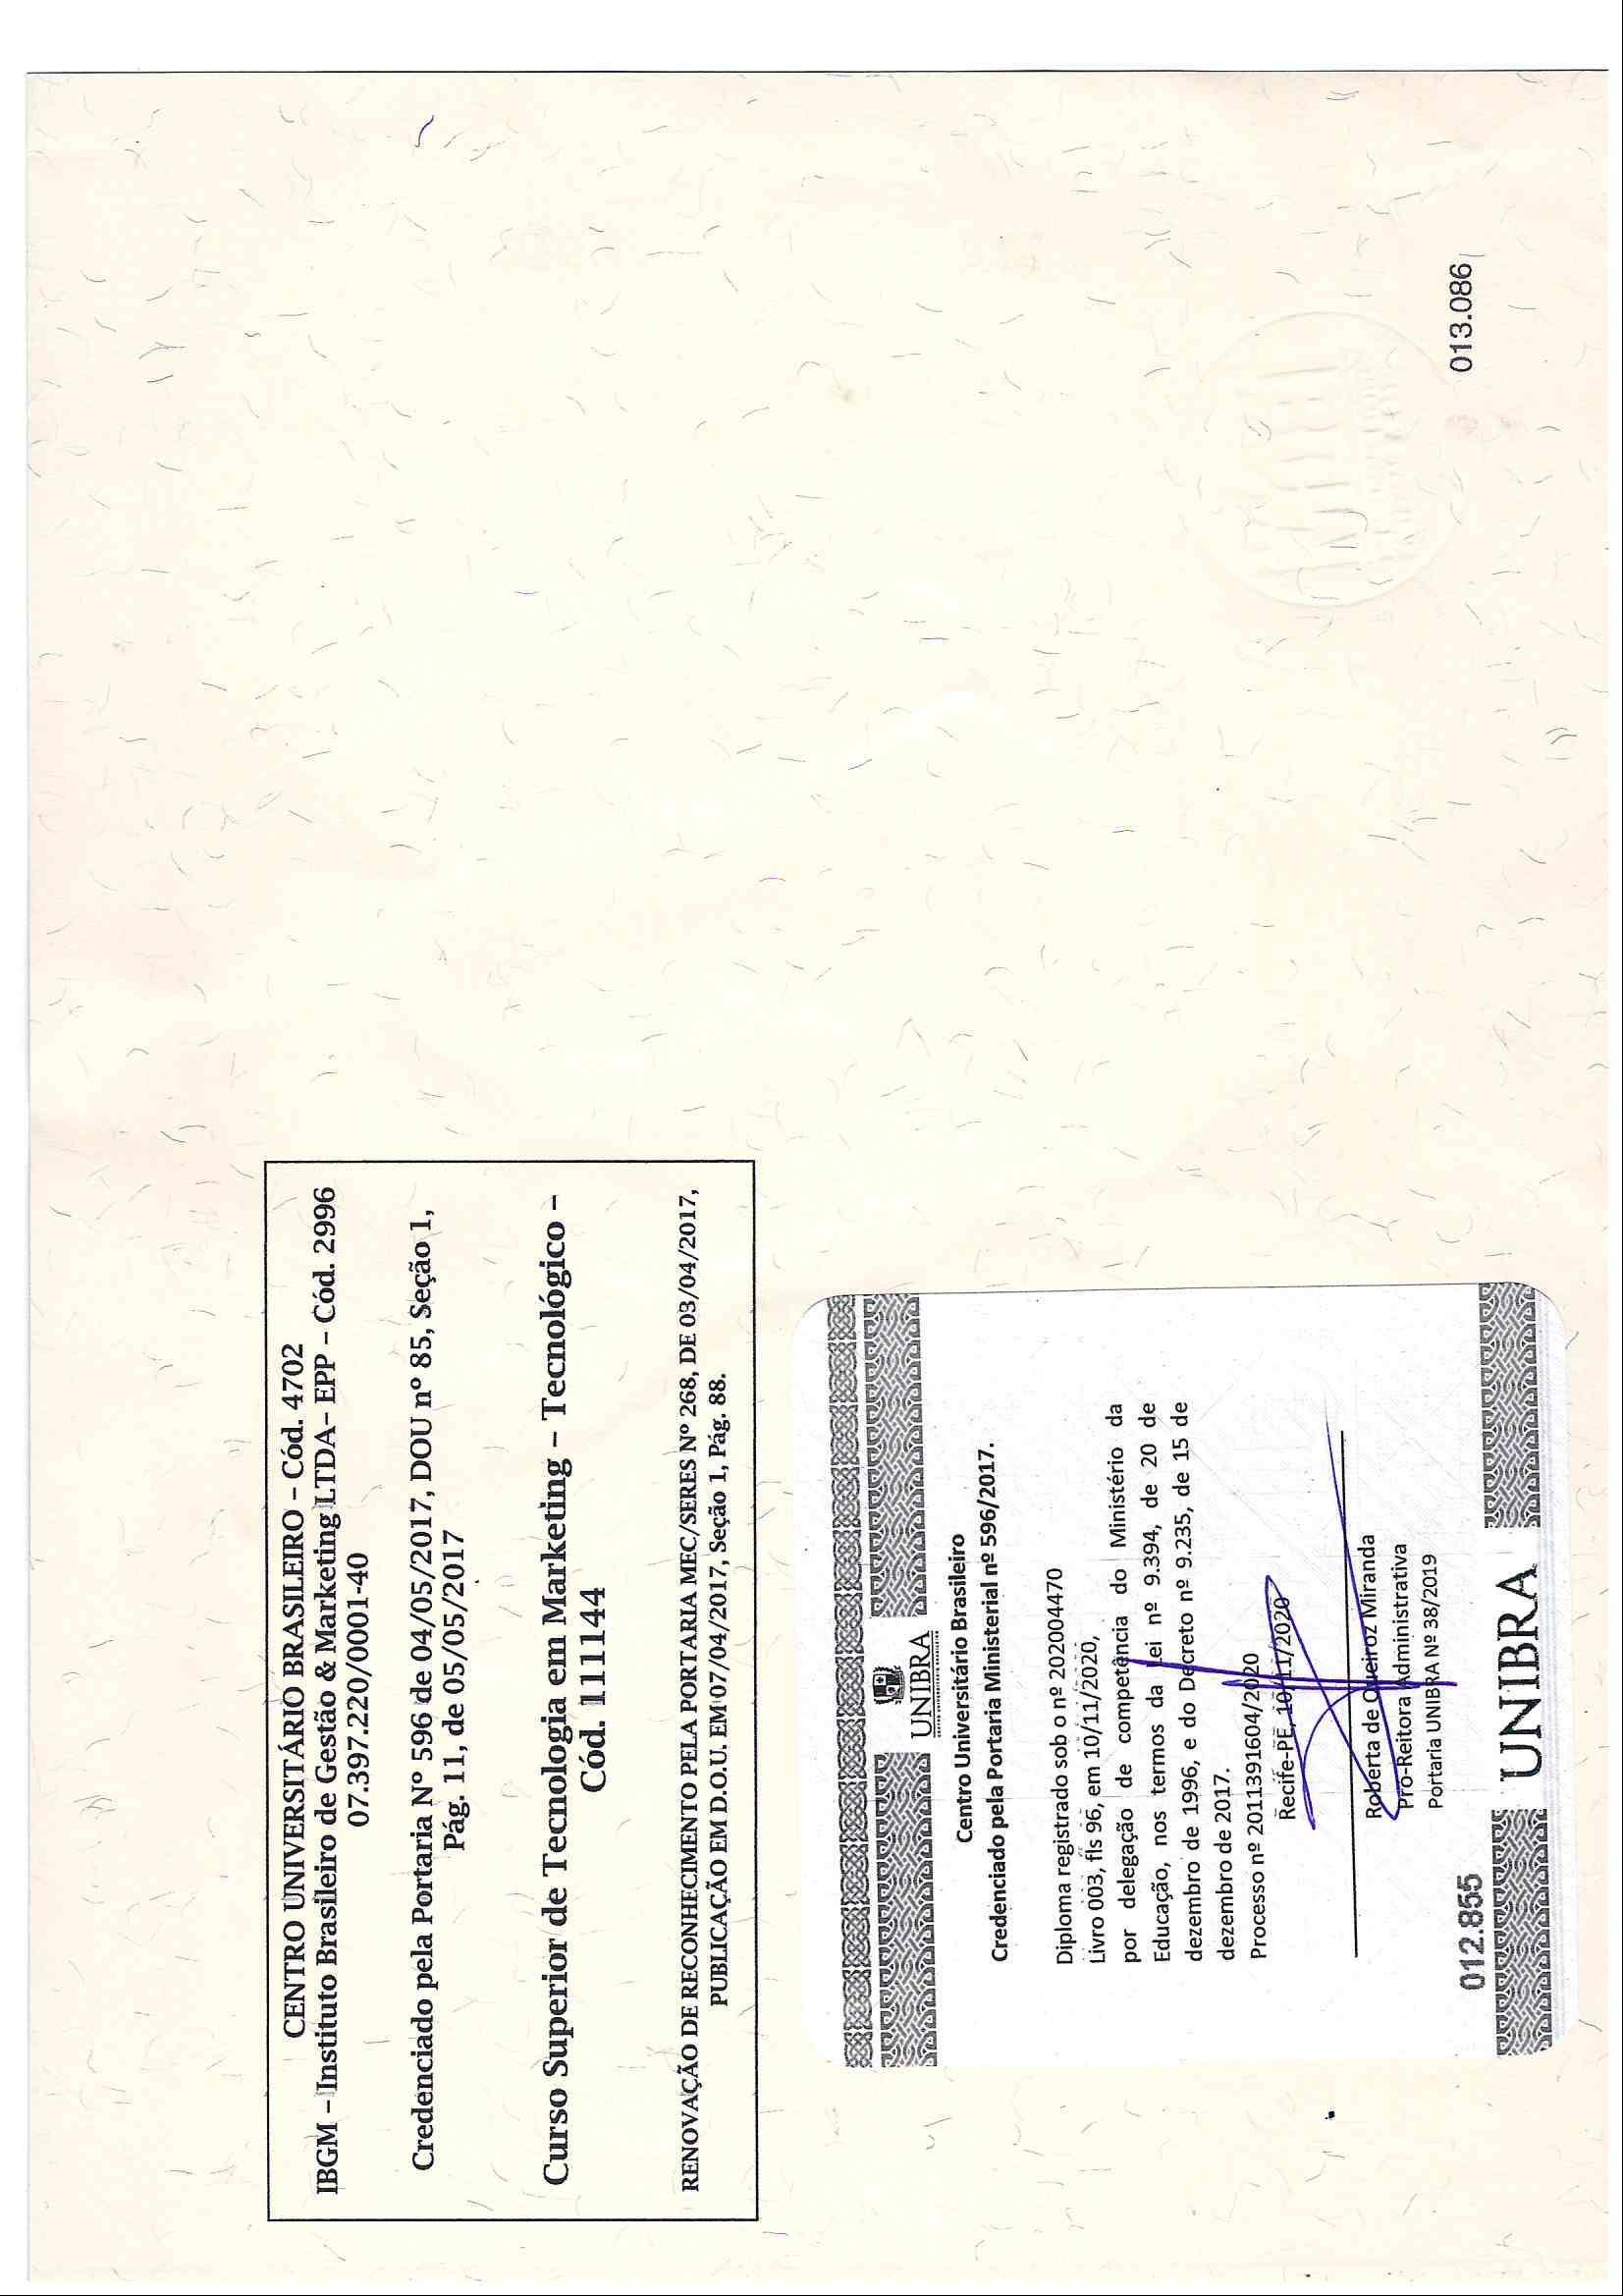 CENTRO UNIVERSITÁRIO BRASILEIRO – Cód. 4702
IBGM – Instituto Brasileiro de Gestão & Marketing LTDA– EPP – Cód. 2996
07.397.220/0001-40
Credenciado pela Portaria Nº 596 de 04/05/2017, DOU nº 85, Seção 1,
Pág. 11, de 05/05/2017
Curso Superior de Tecnologia em Marketing – Tecnológico –
Cód. 111144
RENOVAÇÃO DE RECONHECIMENTO PELA PORTARIA MEC/SERES Nº 268, DE 03/04/2017,
PUBLICAÇÃO EM D.O.U. EM 07/04/2017, Seção 1, Pág. 88.
UNIBRA
Centro Universitário Brasileiro
Credenciado pela Portaria Ministerial nº 596/2017.
Diploma registrado sob o nº 202004470
Livro 003, fls 96, em 10/11/2020,
por delegação de competência do Ministério da
Educação, nos termos da Lei nº 9.394, de 20 de
dezembro de 1996, e do Decreto nº 9.235, de 15 de
dezembro de 2017.
Processo nº 2011391604/2020
Recife-PE, 10/11/2020
Roberta de Queiroz Miranda
Pró-Reitora Administrativa
Portaria UNIBRA Nº 38/2019
012.855
UNIBRA
013.086